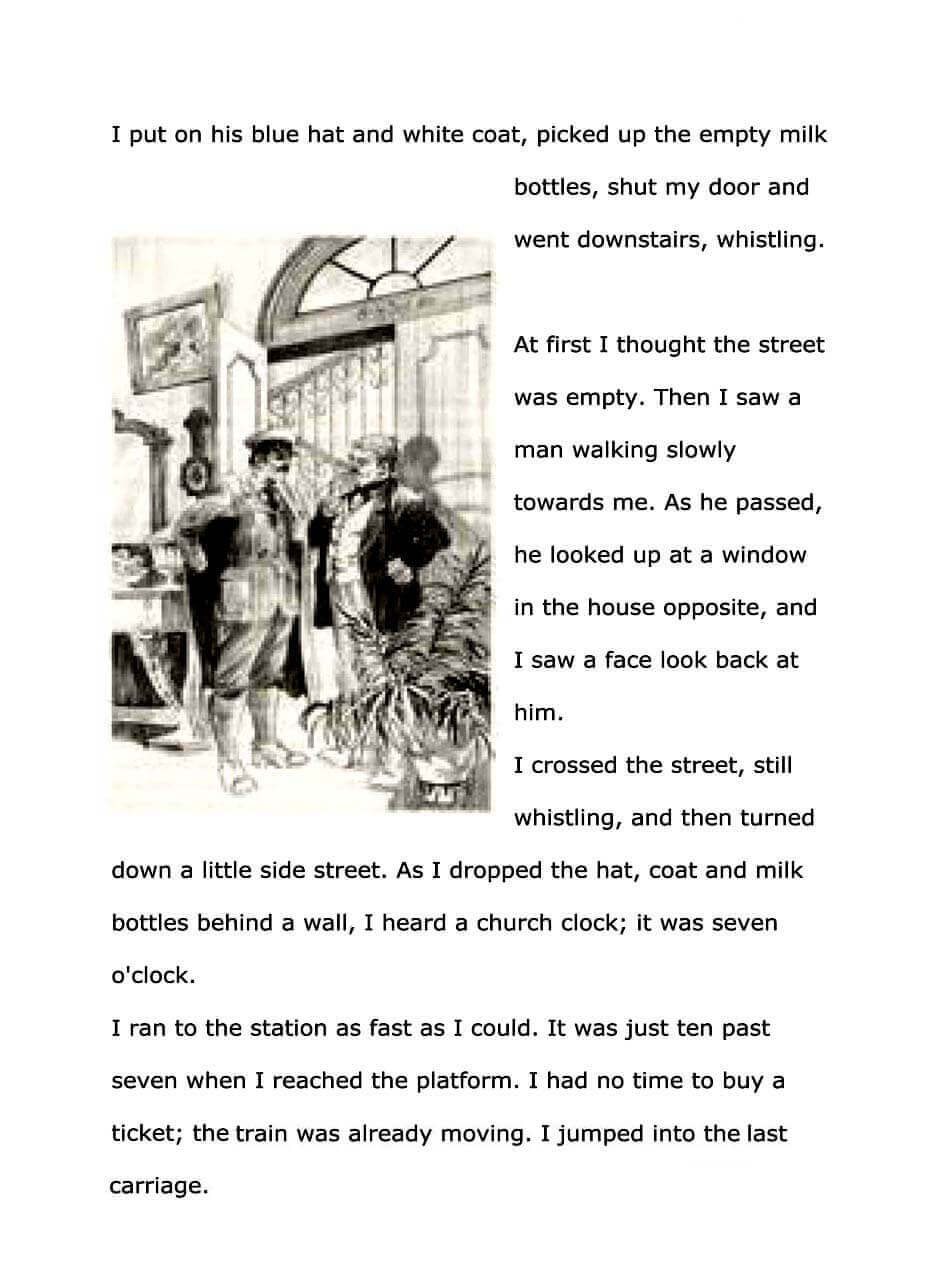 I put on his blue hat and white coat, picked up the empty milk
bottles, shut my door and
went downstairs, whistling.
At first I thought the street
was empty. Then I saw a
man walking slowly
towards me. As he passed,
he looked up at a window
in the house opposite, and
I saw a face look back at
him.
I crossed the street, still
whistling, and then turned
down a little side street. As I dropped the hat, coat and milk
bottles behind a wall, I heard a church clock; it was seven
o'clock.
I ran to the station as fast as I could. It was just ten past
seven when I reached the platform. I had no time to buy a
ticket; the train was already moving. I jumped into the last
carriage.